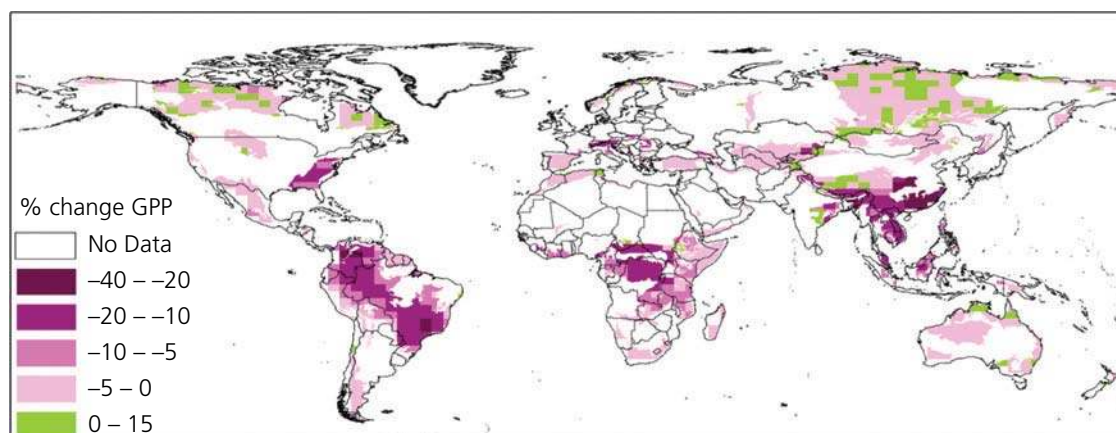 % change GPP
No Data
–40 – –20
–20 – –10
–10 – –5
–5 – 0
0 – 15